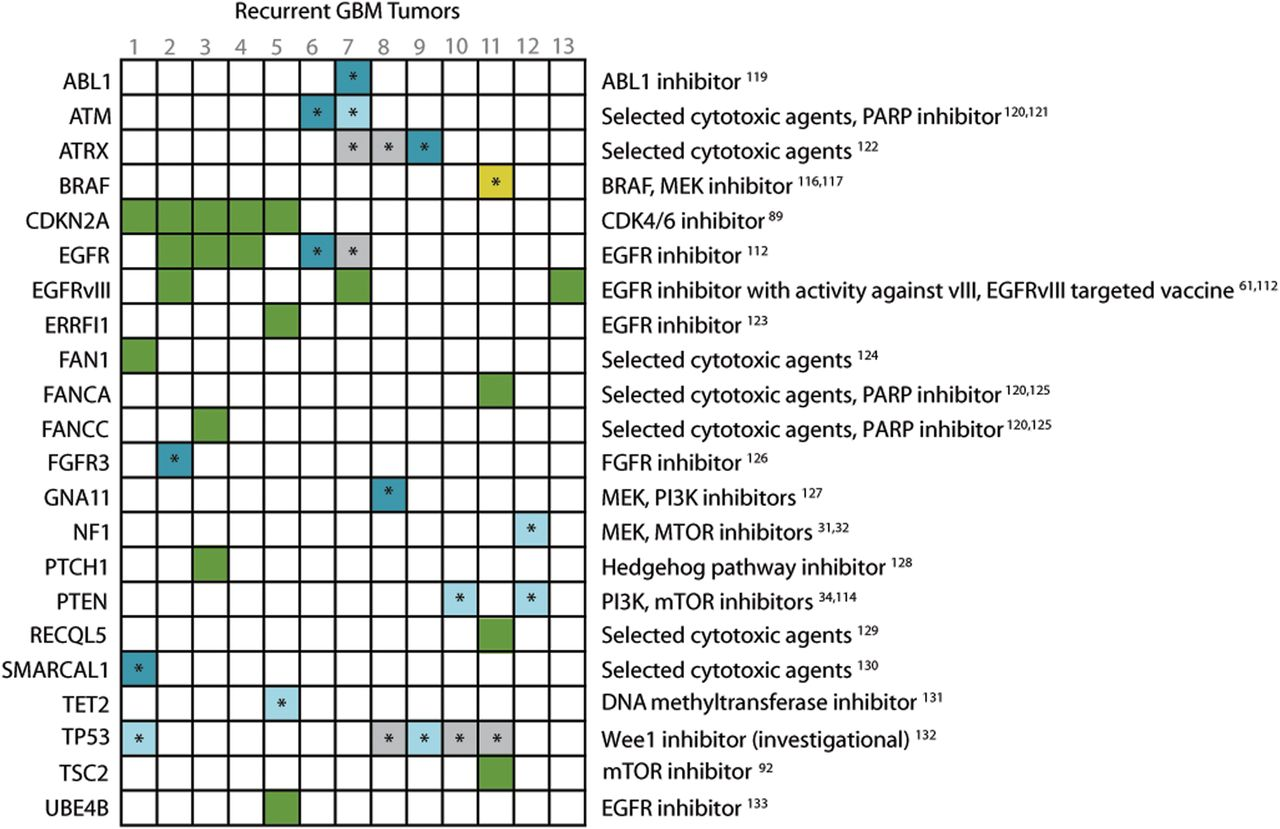 Recurrent GBM Tumors
1 2 3 4 5 6 7 8 9 10 11 12 13
ABL1 * ABL1 inhibitor 119
ATM * * Selected cytotoxic agents, PARP inhibitor 120,121
ATRX * * * Selected cytotoxic agents 122
BRAF * BRAF, MEK inhibitor 116,117
CDKN2A CDK4/6 inhibitor 89
EGFR * * EGFR inhibitor 112
EGFRvIII EGFR inhibitor with activity against vIII, EGFRvIII targeted vaccine 61,112
ERRFI1 EGFR inhibitor 123
FAN1 Selected cytotoxic agents 124
FANCA Selected cytotoxic agents, PARP inhibitor 120,125
FANCC Selected cytotoxic agents, PARP inhibitor 120,125
FGFR3 * FGFR inhibitor 126
GNA11 * MEK, PI3K inhibitors 127
NF1 * MEK, MTOR inhibitors 31,32
PTCH1 Hedgehog pathway inhibitor 128
PTEN * * PI3K, mTOR inhibitors 34,114
RECQL5 Selected cytotoxic agents 129
SMARCAL1 * Selected cytotoxic agents 130
TET2 * DNA methyltransferase inhibitor 131
TP53 * * * * * Wee1 inhibitor (investigational) 132
TSC2 mTOR inhibitor 92
UBE4B EGFR inhibitor 133